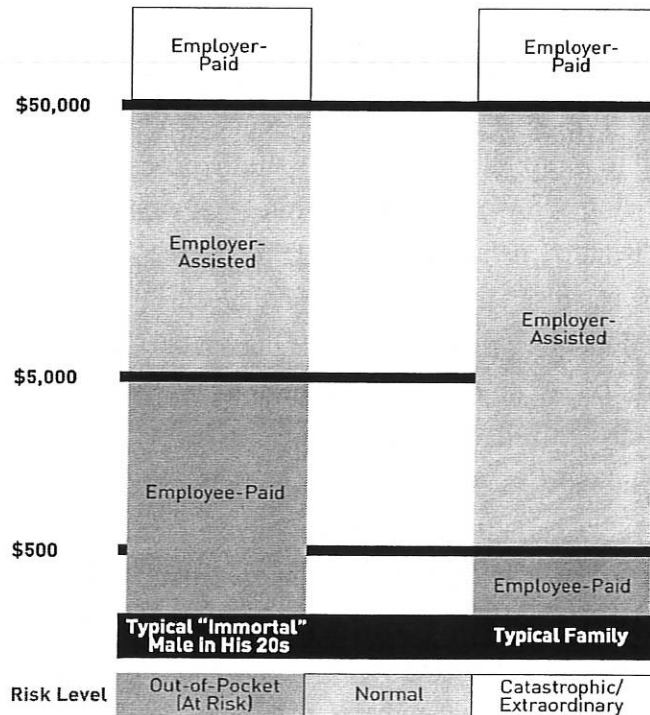 Employer-
Paid
Employer-
Paid
$50,000
Employer-
Assisted
Employer-
Assisted
$5,000
Employee-Paid
$500
Employee-Paid
Typical “Immortal”
Male In His 20s
Typical Family
Risk Level
Out-of-Pocket
(At Risk)
Normal
Catastrophic/
Extraordinary